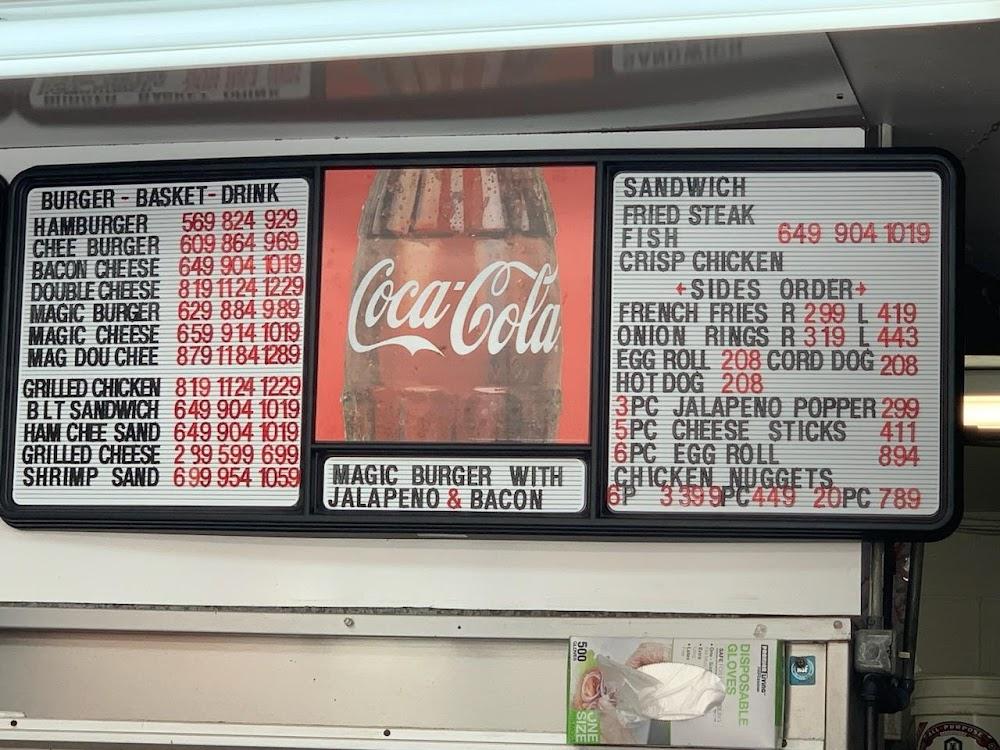 BURGER - BASKET - DRINK
HAMBURGER 569 824 929
CHEE BURGER 609 864 969
BACON CHEESE 649 904 1019
DOUBLE CHEESE 819 1124 1229
MAGIC BURGER 629 884 989
MAGIC CHEESE 659 914 1019
MAG DOU CHEE 879 1184 1289
GRILLED CHICKEN 819 1124 1229
BLT SANDWICH 649 904 1019
HAM CHEE SAND 649 904 1019
GRILLED CHEESE 239 599 699
SHRIMP SAND 699 954 1059
Coca-Cola
MAGIC BURGER WITH
JALAPENO & BACON
SANDWICH
FRIED STEAK
FISH 649 904 1019
CRISP CHICKEN
SIDES ORDER
FRENCH FRIES R 299 L 419
ONION RINGS R 319 L 443
EGG ROLL 208 CORD DOG 208
HOT DOG 208
3PC JALAPENO POPPER 299
5PC CHEESE STICKS 411
6PC EGG ROLL 894
CHICKEN NUGGETS
6P 339 9PC 449 20PC 789
500
GLOVES
ONE
SIZE
DISPOSABLE
GLOVES
ALL PURPOSE